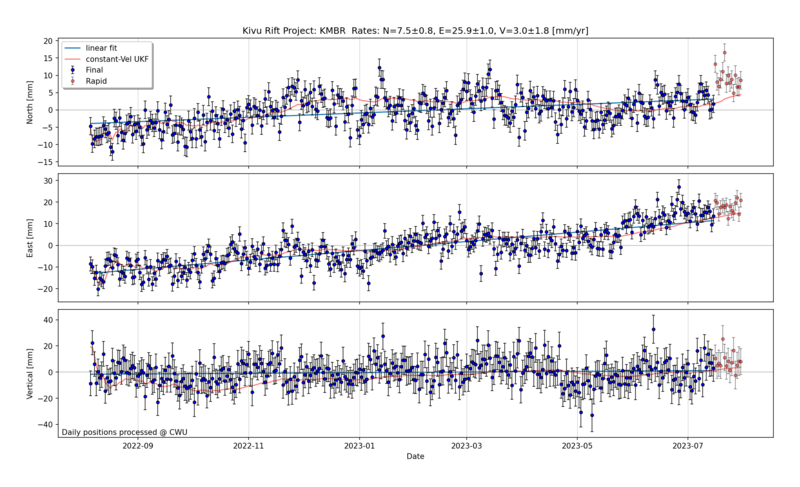 Kivu Rift Project: KMBR  Rates: N=7.5±0.8, E=25.9±1.0, V=3.0±1.8 [mm/yr]
linear fit
constant-Vel UKF
Final
Rapid
North [mm]
20
15
10
5
0
−5
−10
−15
East [mm]
30
20
10
0
−10
−20
Vertical [mm]
40
20
0
−20
−40
Daily positions processed @ CWU
2022-09
2022-11
2023-01
2023-03
2023-05
2023-07
Date